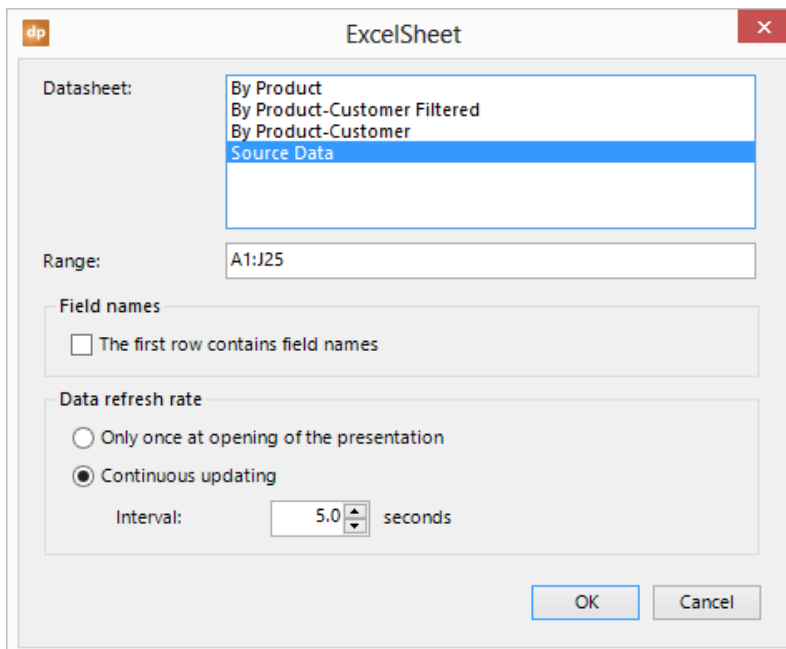 dp
ExcelSheet
Datasheet:
By Product
By Product-Customer Filtered
By Product-Customer
Source Data
Range:
A1:J25
Field names
The first row contains field names
Data refresh rate
Only once at opening of the presentation
Continuous updating
Interval: 5.0 seconds
OK Cancel